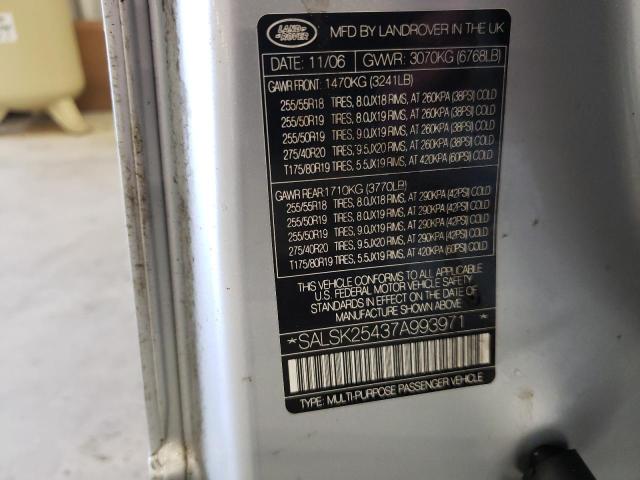 LAND ROVER
MFD BY LANDROVER IN THE UK
DATE: 11/06 GVWR: 3070KG (6768LB)
GAWR FRONT: 1470KG (3241LB)
255/55R18 TIRES, 8.0JX18 RIMS, AT 260KPA (38PSI) COLD
255/50R19 TIRES, 8.0JX19 RIMS, AT 260KPA (38PSI) COLD
255/50R19 TIRES, 9.0JX19 RIMS, AT 260KPA (38PSI) COLD
275/40R20 TIRES, 9.5JX20 RIMS, AT 260KPA (38PSI) COLD
T175/80R19 TIRES, 5.5JX19 RIMS, AT 420KPA (60PSI) COLD
GAWR REAR: 1710KG (3770LB)
255/55R18 TIRES, 8.0JX18 RIMS, AT 290KPA (42PSI) COLD
255/50R19 TIRES, 8.0JX19 RIMS, AT 290KPA (42PSI) COLD
255/50R19 TIRES, 9.0JX19 RIMS, AT 290KPA (42PSI) COLD
275/40R20 TIRES, 9.5JX20 RIMS, AT 290KPA (42PSI) COLD
T175/80R19 TIRES, 5.5JX19 RIMS, AT 420KPA (60PSI) COLD
THIS VEHICLE CONFORMS TO ALL APPLICABLE
U.S. FEDERAL MOTOR VEHICLE SAFETY
STANDARDS IN EFFECT ON THE DATE OF
MANUFACTURE SHOWN ABOVE
*SALSK25437A993971*
TYPE: MULTI-PURPOSE PASSENGER VEHICLE